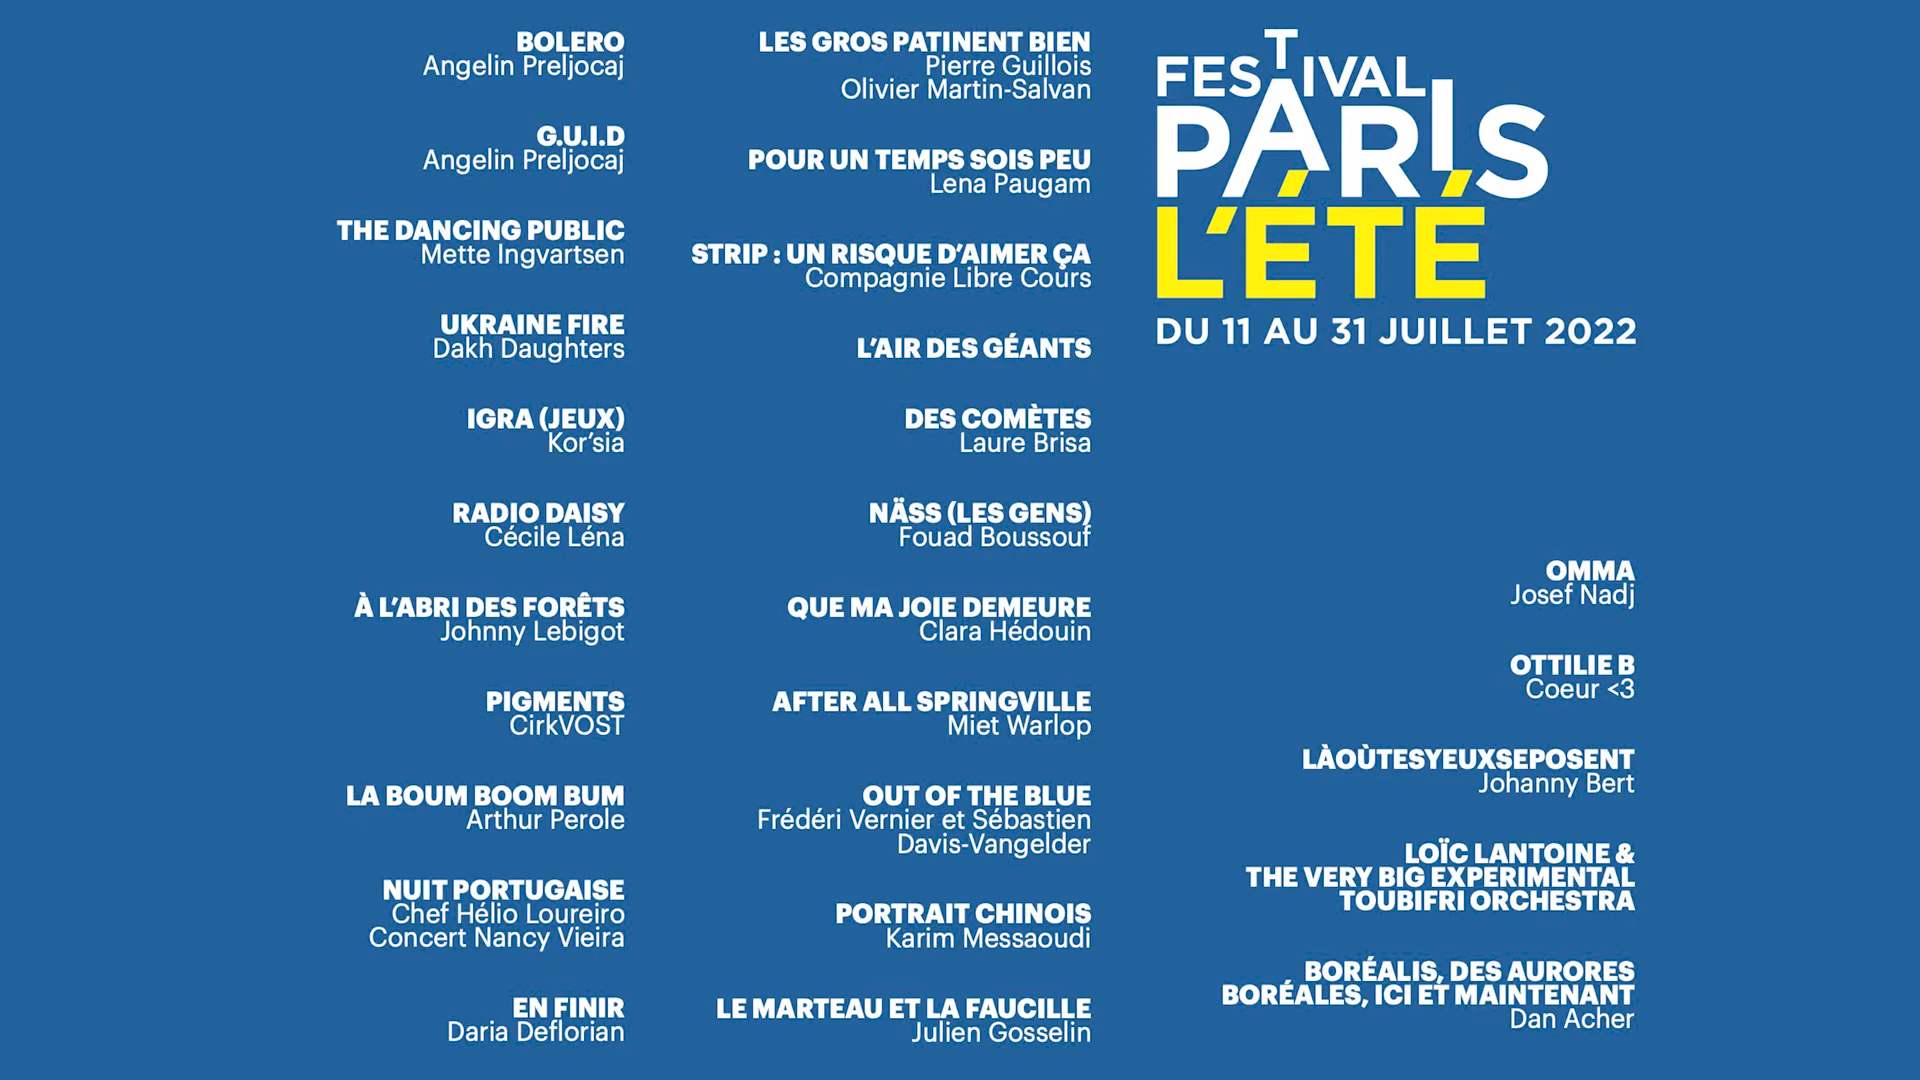 BOLERO
Angelin Preljocaj
G.U.I.D
Angelin Preljocaj
THE DANCING PUBLIC
Mette Ingvartsen
UKRAINE FIRE
Dakh Daughters
IGRA (JEUX)
Kor’sia
RADIO DAISY
Cécile Léna
À L’ABRI DES FORÊTS
Johnny Lebigot
PIGMENTS
CirkVOST
LA BOUM BOOM BUM
Arthur Perole
NUIT PORTUGAISE
Chef Hélio Loureiro
Concert Nancy Vieira
EN FINIR
Daria Deflorian
LES GROS PATINENT BIEN
Pierre Guillois
Olivier Martin-Salvan
POUR UN TEMPS SOIS PEU
Lena Paugam
STRIP : UN RISQUE D’AIMER ÇA
Compagnie Libre Cours
L’AIR DES GÉANTS
DES COMÈTES
Laure Brisa
NÄSS (LES GENS)
Fouad Boussouf
QUE MA JOIE DEMEURE
Clara Hédouin
AFTER ALL SPRINGVILLE
Miet Warlop
OUT OF THE BLUE
Frédéri Vernier et Sébastien
Davis-Vangelder
PORTRAIT CHINOIS
Karim Messaoudi
LE MARTEAU ET LA FAUCILLE
Julien Gosselin
FESTIVAL
PARIS
L’ÉTÉ
DU 11 AU 31 JUILLET 2022
OMMA
Josef Nadj
OTTILIE B
Coeur <3
LÀOÙTESYEUXSEPOSENT
Johanny Bert
LOÏC LANTOINE &
THE VERY BIG EXPERIMENTAL
TOUBIFRI ORCHESTRA
BORÉALIS, DES AURORES
BORÉALES, ICI ET MAINTENANT
Dan Acher